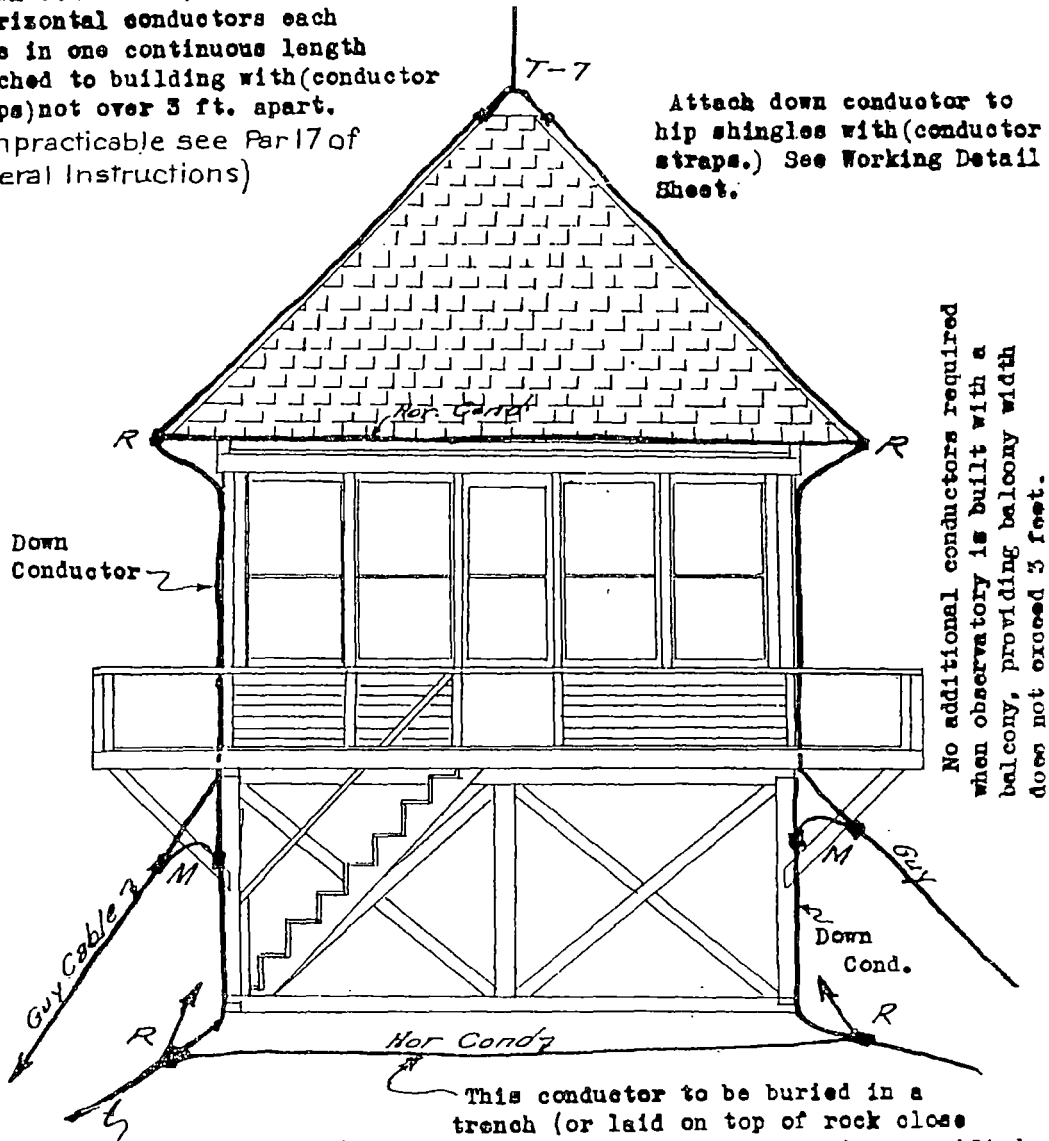 rizontal conductors each
in one continuous length
ched to building with(conductor
ps)not over 3 ft. apart.
npracticable see Par 17 of
eral Instructions)
T-7
Attach down conductor to
hip shingles with(conductor
straps.) See Working Detail
Sheet.
Hor. Cond'
R
R
Down
Conductor
No additional conductors required
when observatory is built with a
balcony, providing balcony width
does not exceed 3 feet.
M
M
Guy Cable
Guy
Down
Cond.
R
R
Hor Cond
This conductor to be buried in a
trench (or laid on top of rock close